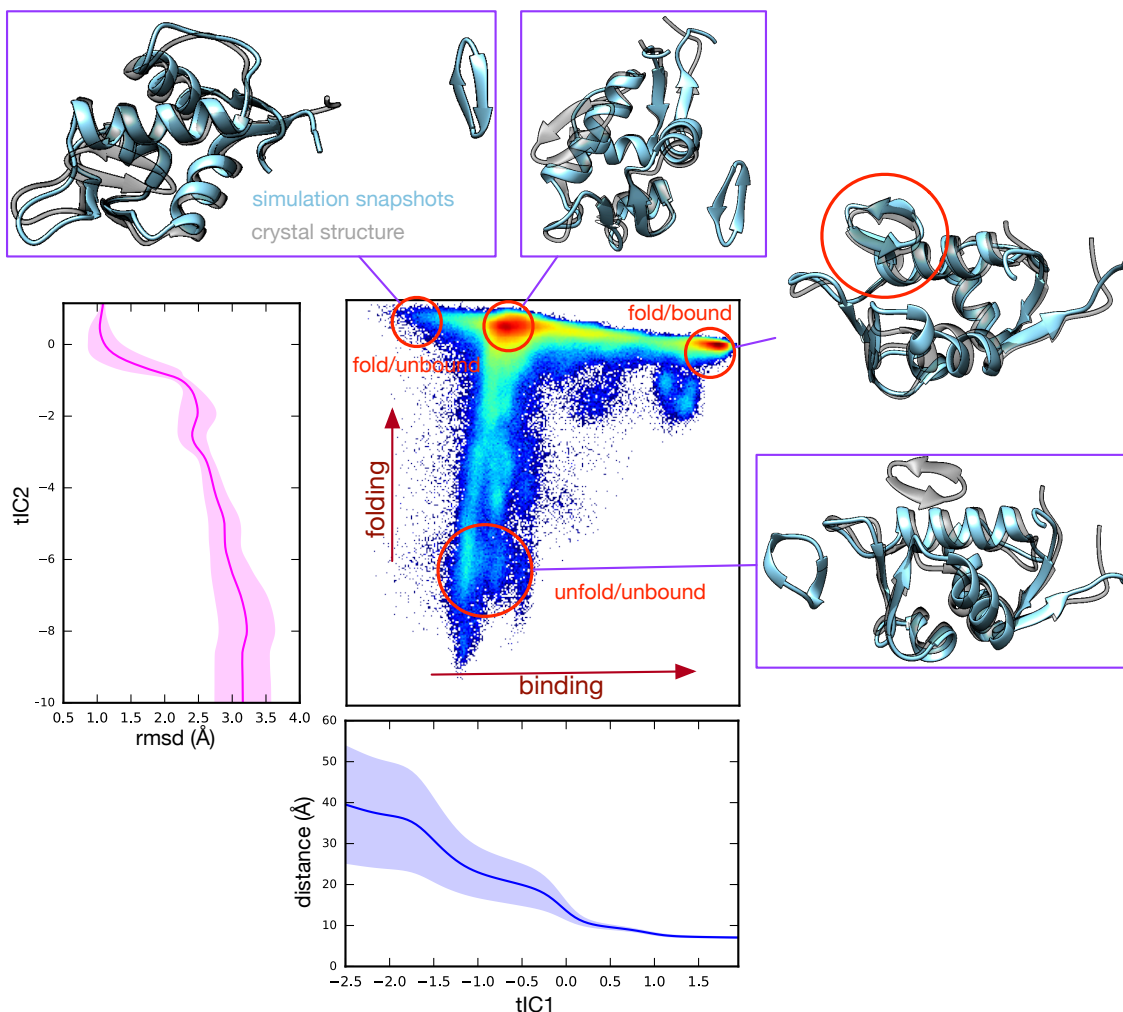 simulation snapshots
crystal structure
fold/unbound
fold/bound
folding
unfold/unbound
binding
0
−2
−4
−6
−8
−10
tIC2
0.5 1.0 1.5 2.0 2.5 3.0 3.5 4.0
rmsd (Å)
60
50
40
30
20
10
0
distance (Å)
−2.5 −2.0 −1.5 −1.0 −0.5 0.0 0.5 1.0 1.5
tIC1